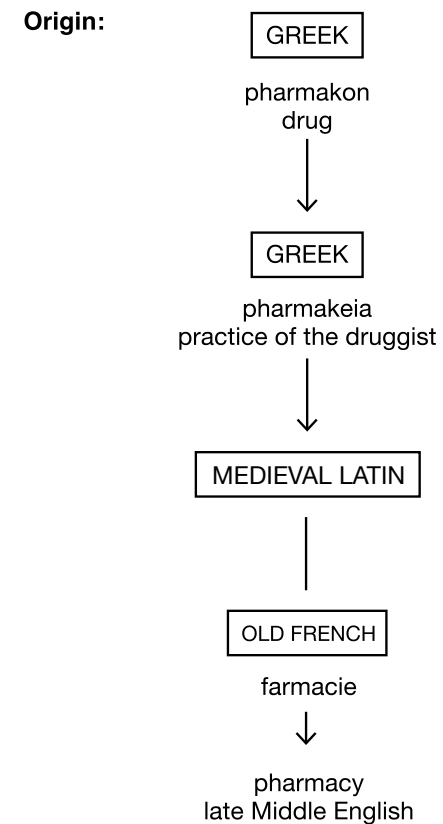 Origin:
GREEK
pharmakon
drug
GREEK
pharmakeia
practice of the druggist
MEDIEVAL LATIN
OLD FRENCH
farmacie
pharmacy
late Middle English